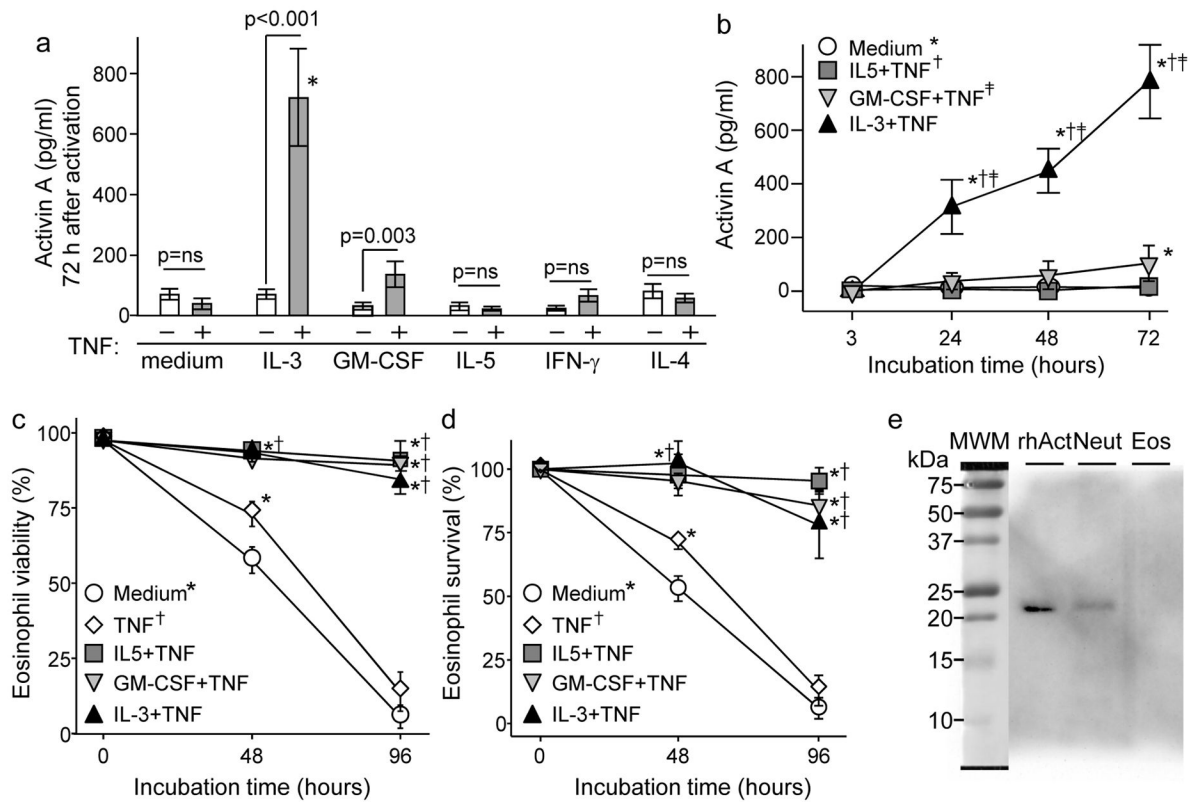 a
Activin A (pg/ml)
72 h after activation
800
600
400
200
0
p=ns
p<0.001
*
p=0.003
p=ns
p=ns
p=ns
TNF:
− + − + − + − + − + − +
medium IL-3 GM-CSF IL-5 IFN-γ IL-4
b
Medium *
IL5+TNF†
GM-CSF+TNF‡
IL-3+TNF
Activin A (pg/ml)
800
600
400
200
0
*†‡
*†‡
*†‡
*
3 24 48 72
Incubation time (hours)
c
Eosinophil viability (%)
100
75
50
25
0
*†
*†
*†
*†
*
Medium*
TNF†
IL5+TNF
GM-CSF+TNF
IL-3+TNF
0 48 96
Incubation time (hours)
d
Eosinophil survival (%)
100
75
50
25
0
*†
*†
*†
*†
*
Medium*
TNF†
IL5+TNF
GM-CSF+TNF
IL-3+TNF
0 48 96
Incubation time (hours)
e
MWM rhAct Neut Eos
kDa
75
50
37
25
20
15
10